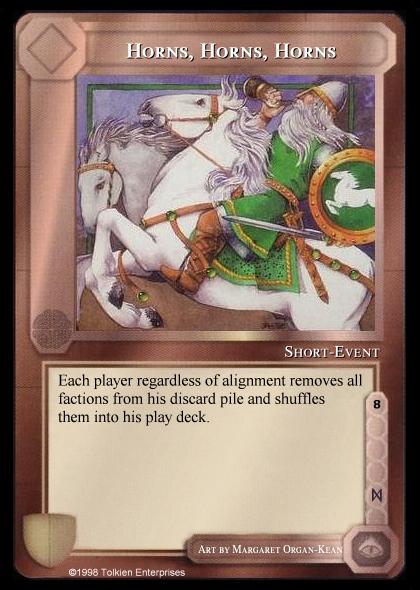 HORNS, HORNS, HORNS
SHORT-EVENT
Each player regardless of alignment removes all
factions from his discard pile and shuffles
them into his play deck.
8
ᛞ
ART BY MARGARET ORGAN-KEAN
©1998 Tolkien Enterprises